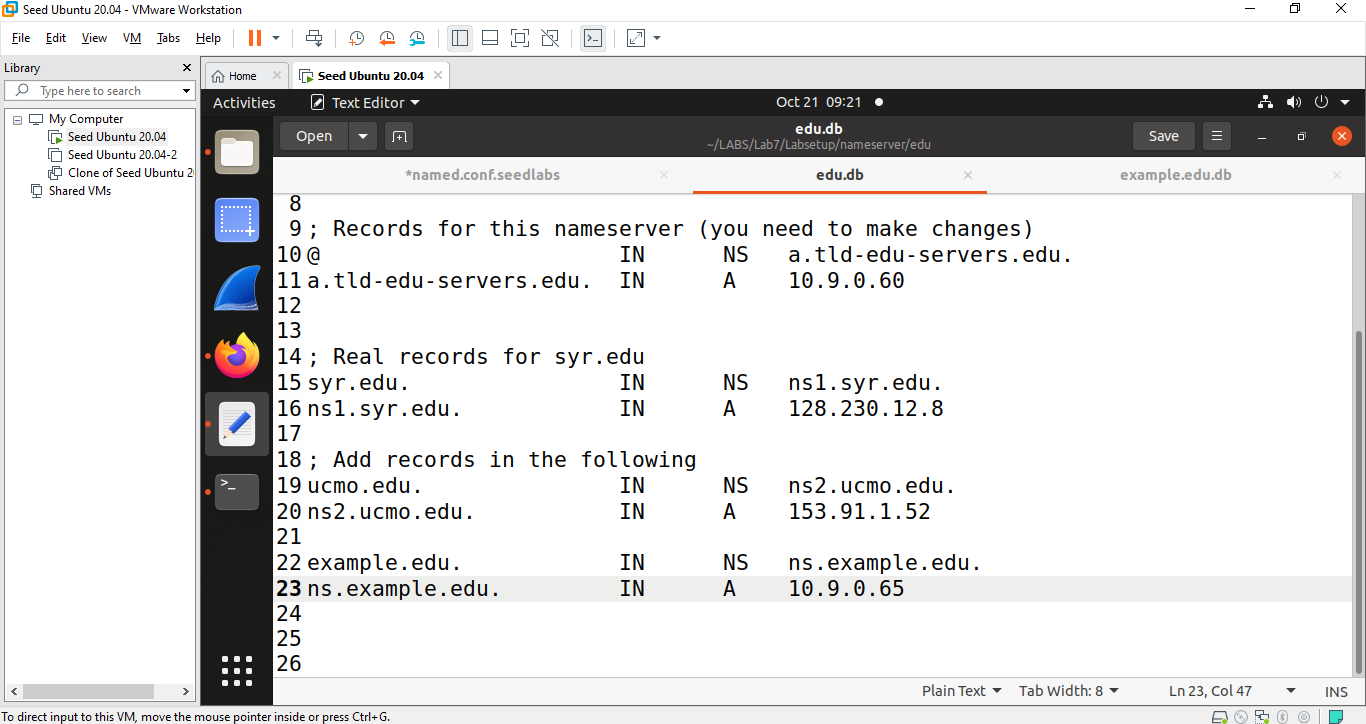 Seed Ubuntu 20.04 - VMware Workstation
File Edit View VM Tabs Help
Library
Type here to search
My Computer
Seed Ubuntu 20.04
Seed Ubuntu 20.04-2
Clone of Seed Ubuntu 2
Shared VMs
Home
Seed Ubuntu 20.04
Activities Text Editor Oct 21 09:21
Open edu.db Save
~/LABS/Lab7/Labsetup/nameserver/edu
*named.conf.seedlabs edu.db example.edu.db
8
9 ; Records for this nameserver (you need to make changes)
10 @ IN NS a.tld-edu-servers.edu.
11 a.tld-edu-servers.edu. IN A 10.9.0.60
12
13
14 ; Real records for syr.edu
15 syr.edu. IN NS ns1.syr.edu.
16 ns1.syr.edu. IN A 128.230.12.8
17
18 ; Add records in the following
19 ucmo.edu. IN NS ns2.ucmo.edu.
20 ns2.ucmo.edu. IN A 153.91.1.52
21
22 example.edu. IN NS ns.example.edu.
23 ns.example.edu. IN A 10.9.0.65
24
25
26
Plain Text Tab Width: 8 Ln 23, Col 47 INS
To direct input to this VM, move the mouse pointer inside or press Ctrl+G.